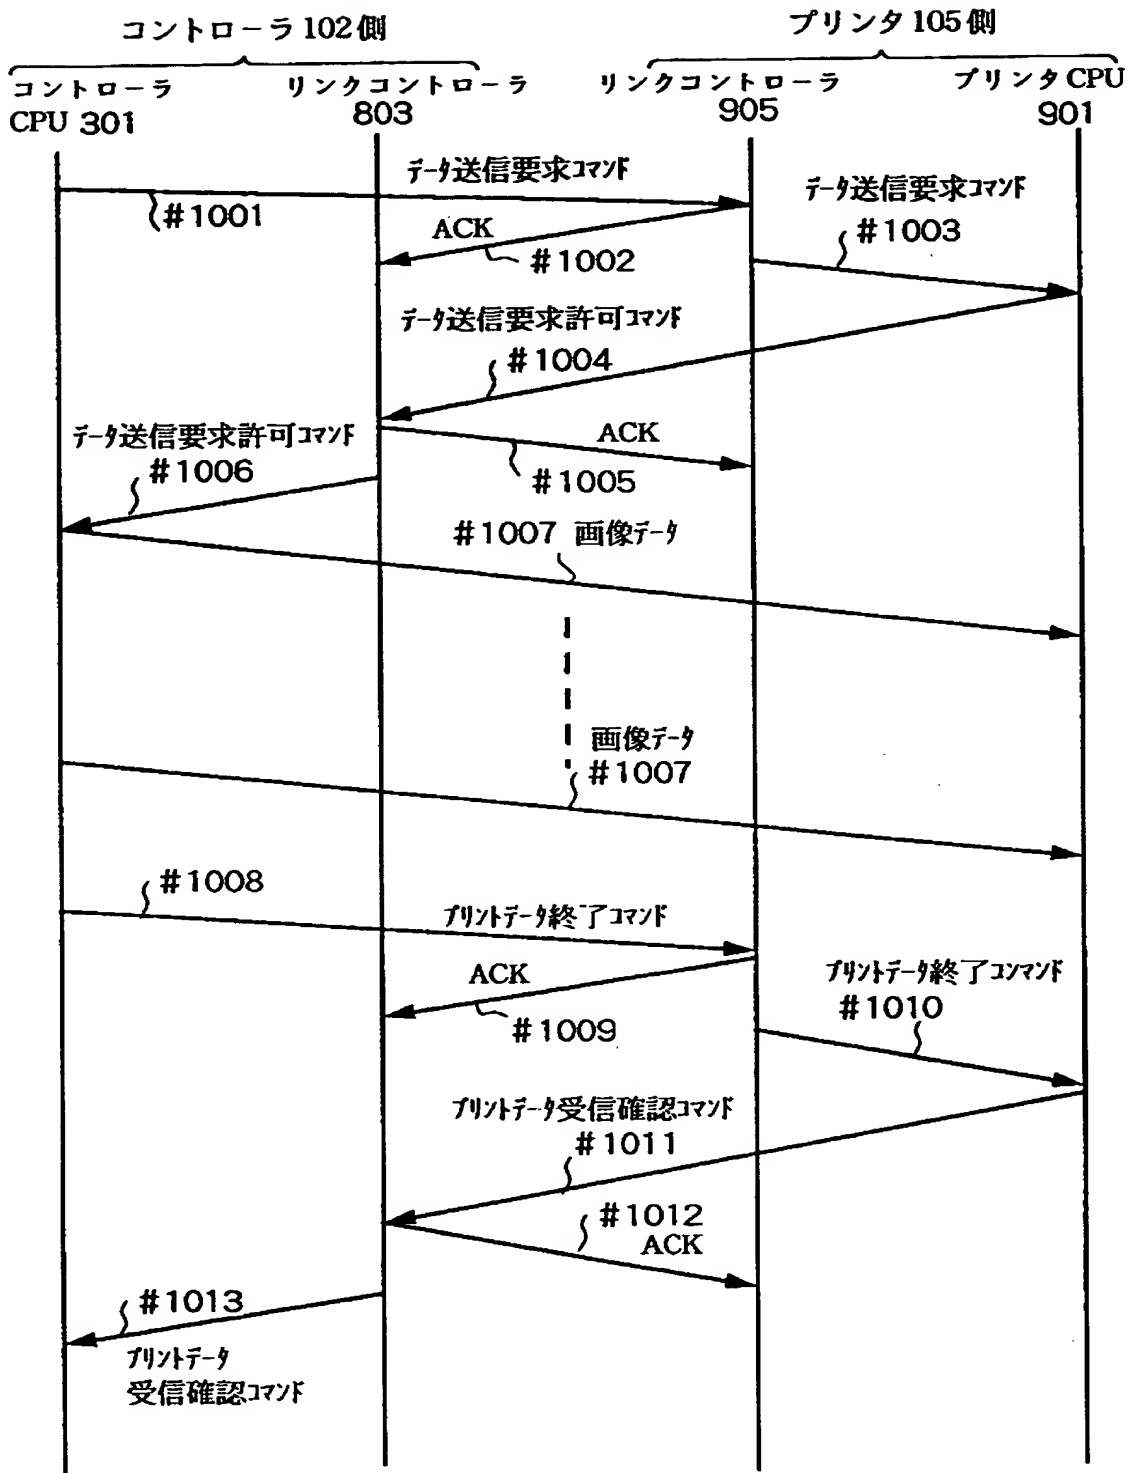 コントローラ102側
プリンタ105側
コントローラ
CPU 301
リンクコントローラ
803
リンクコントローラ
905
プリンタCPU
901
データ送信要求コマンド
#1001
データ送信要求コマンド
#1003
ACK
#1002
データ送信要求許可コマンド
#1004
データ送信要求許可コマンド
#1006
ACK
#1005
#1007 画像データ
画像データ
#1007
#1008
プリントデータ終了コマンド
ACK
#1009
プリントデータ終了コンマンド
#1010
プリントデータ受信確認コマンド
#1011
#1012
ACK
#1013
プリントデータ
受信確認コマンド